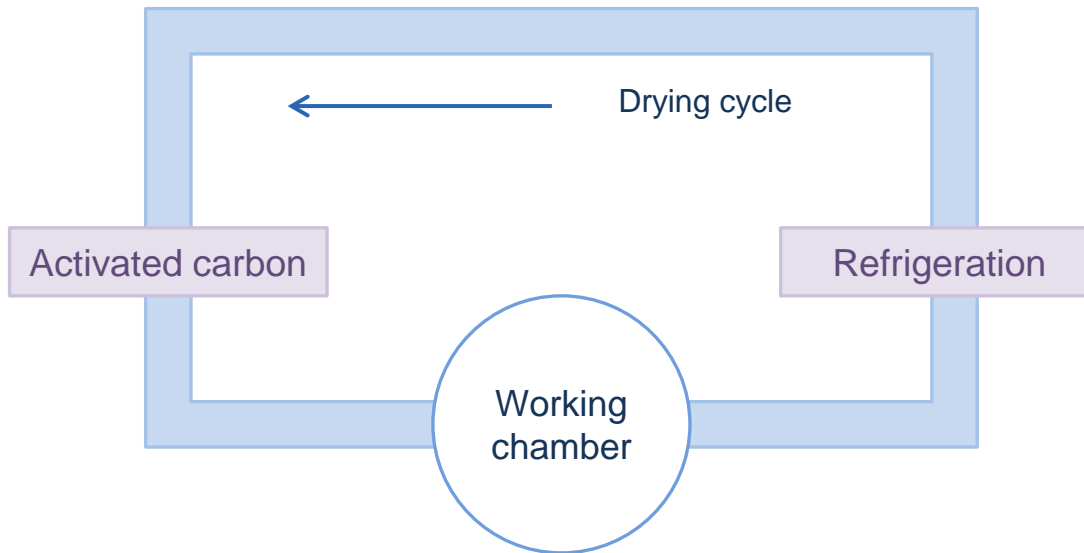 Drying cycle
Activated carbon
Refrigeration
Working
chamber